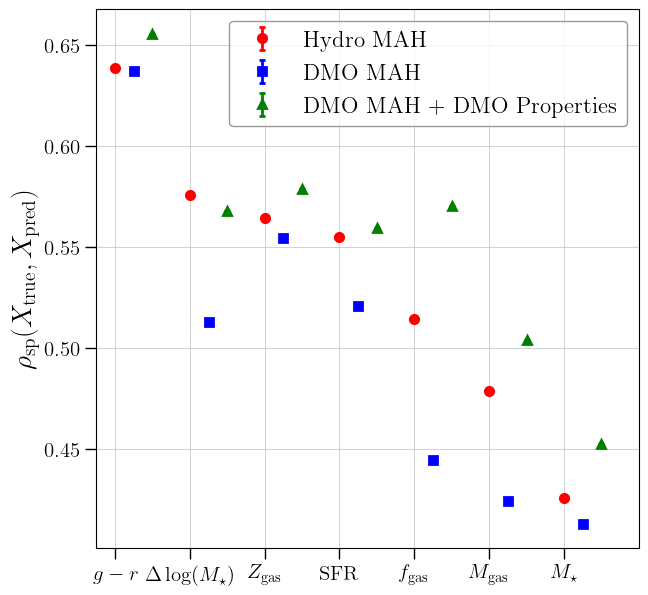 Hydro MAH
DMO MAH
DMO MAH + DMO Properties
ρ_sp(X_true, X_pred)
0.65
0.60
0.55
0.50
0.45
g − r
Δ log(M⋆)
Z_gas
SFR
f_gas
M_gas
M⋆